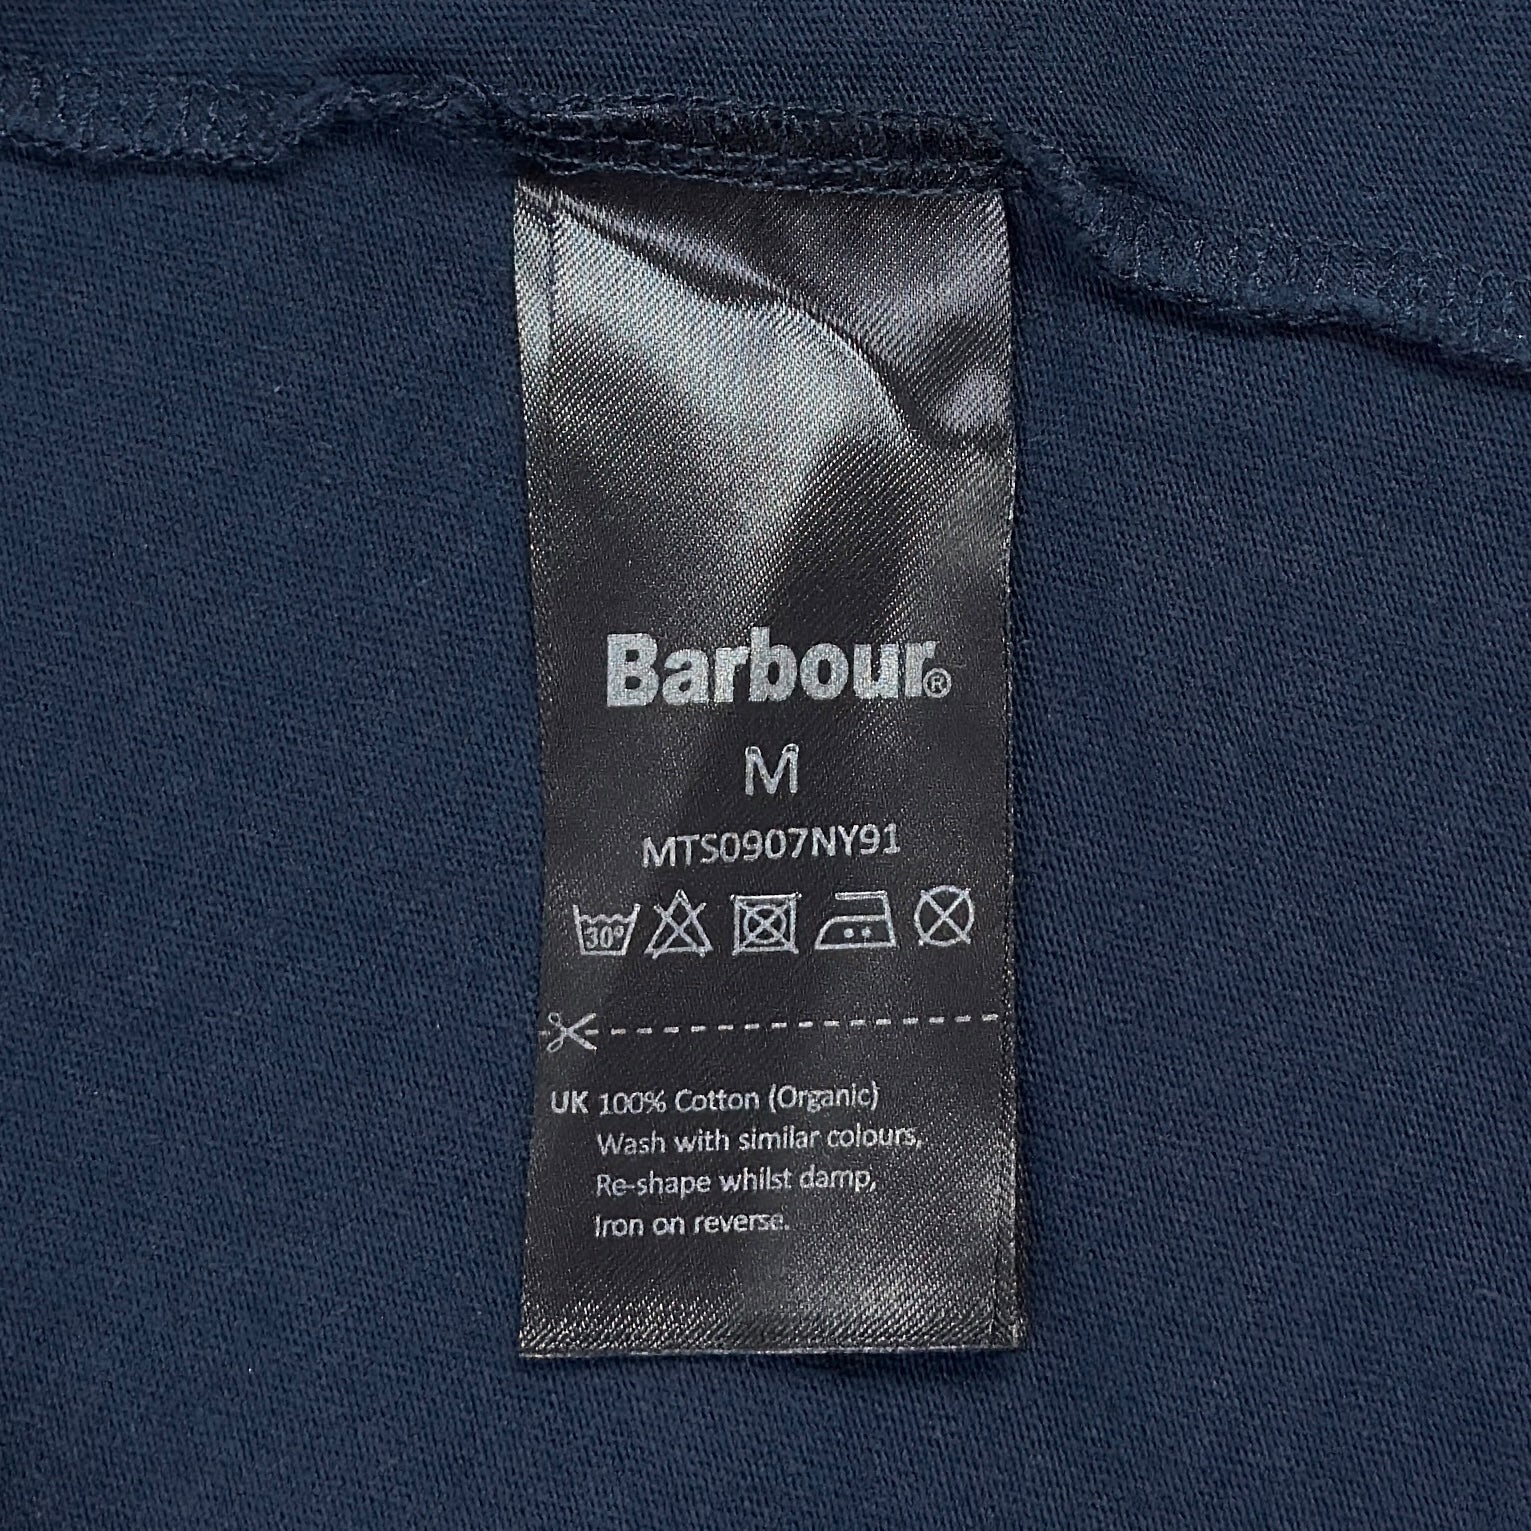 Barbour®
M
MTS0907NY91
30°
UK 100% Cotton (Organic)
Wash with similar colours,
Re-shape whilst damp,
Iron on reverse.